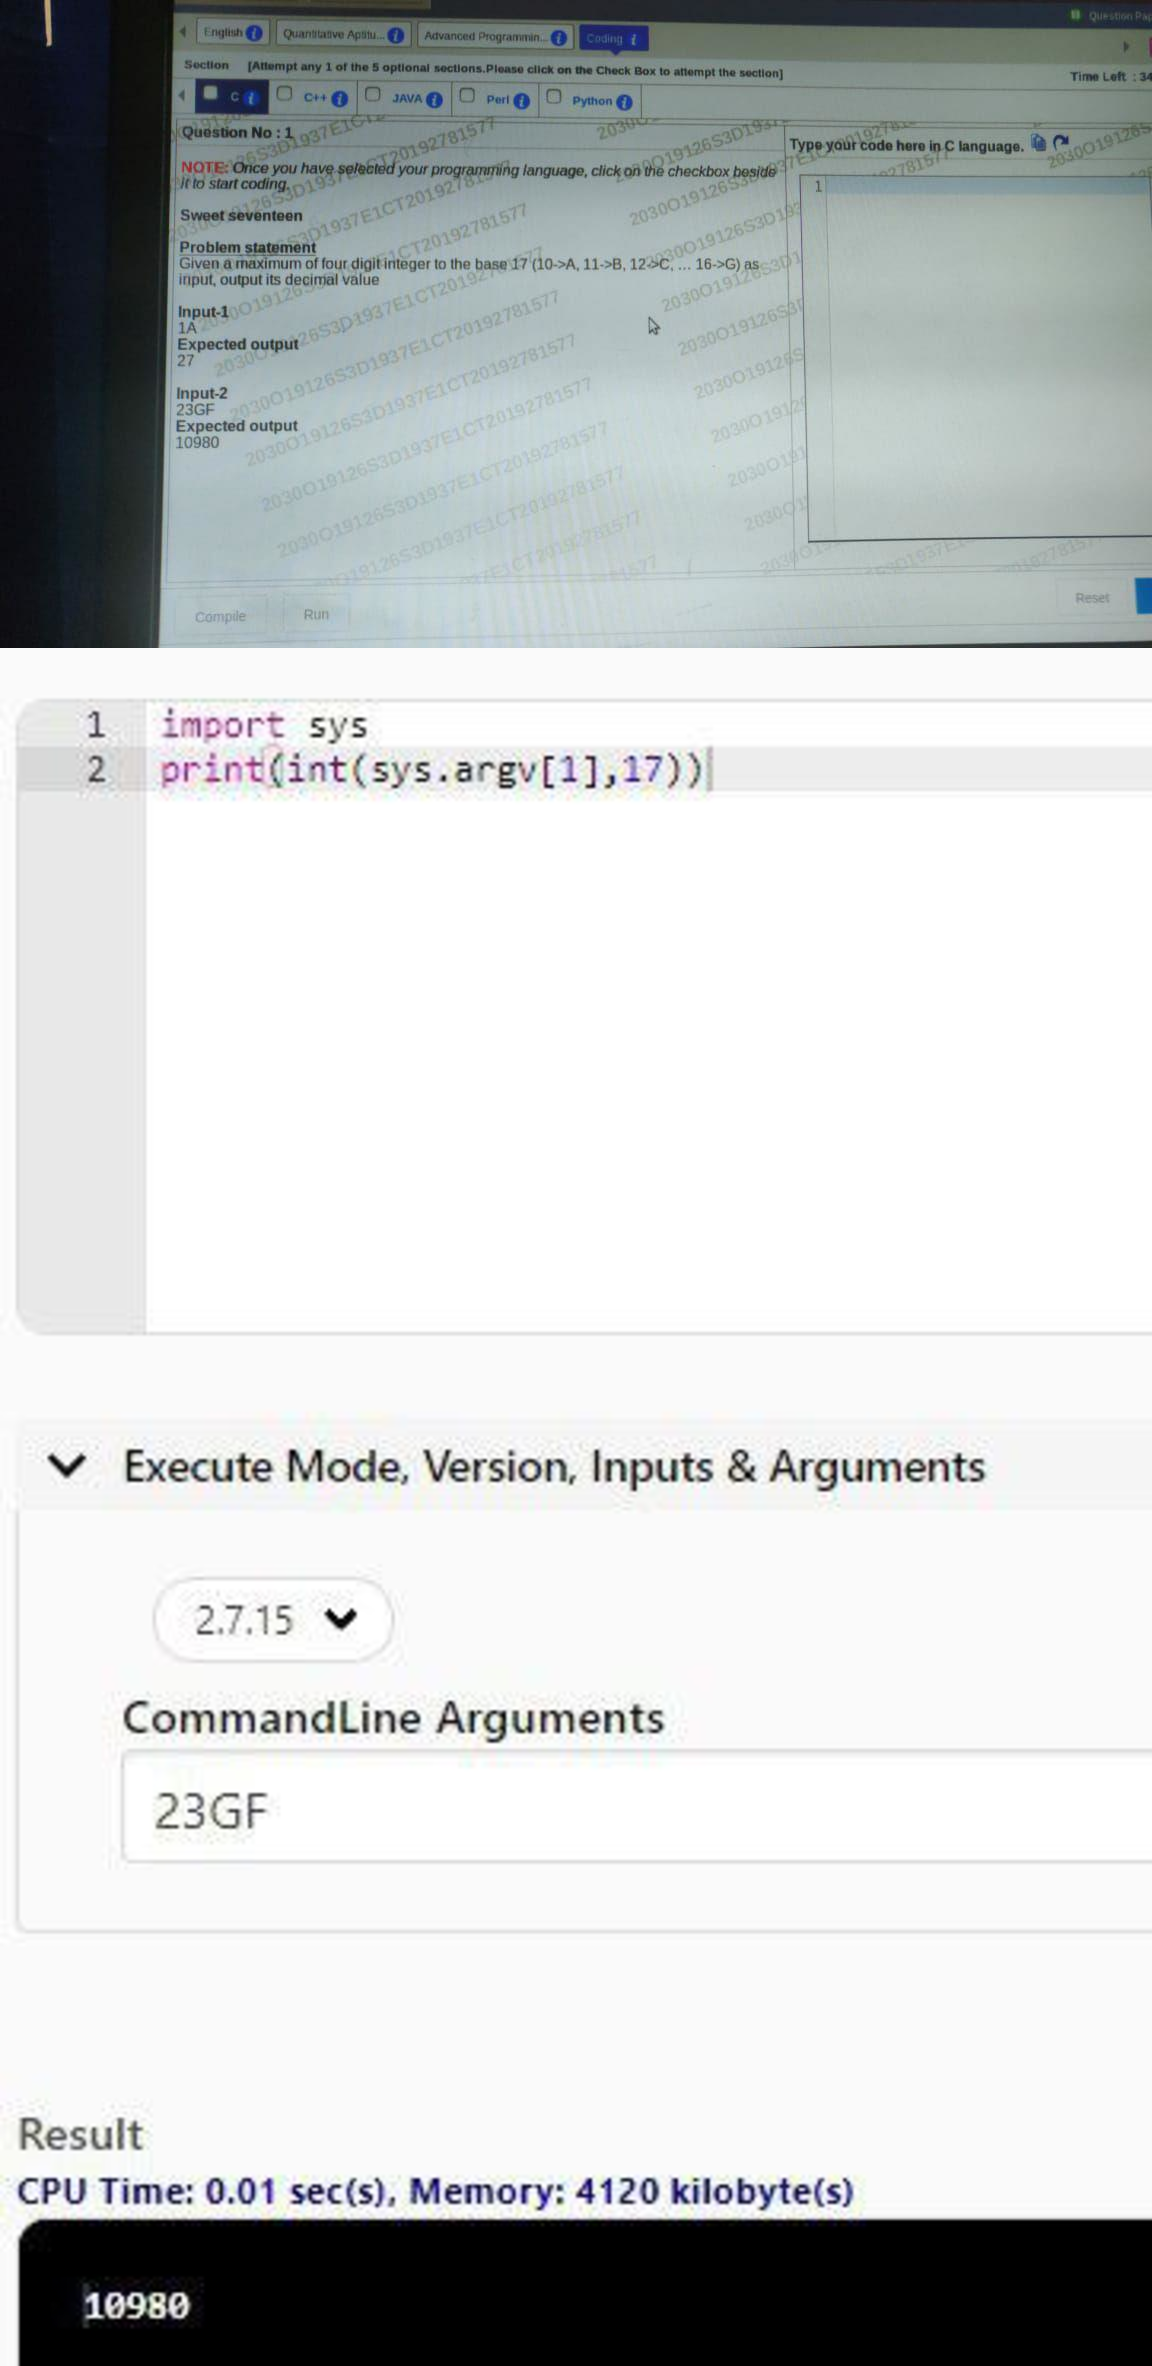 Question Pap
English i Quantitative Aptitu... i Advanced Programmin... i Coding i
Section [Attempt any 1 of the 5 optional sections.Please click on the Check Box to attempt the section]
Time Left : 34
C i C++ i JAVA i Perl i Python i
Question No : 1
Type your code here in C language.
1
NOTE: Once you have selected your programming language, click on the checkbox beside
it to start coding.
Sweet seventeen
Problem statement
Given a maximum of four digit integer to the base 17 (10->A, 11->B, 12->C, ... 16->G) as
input, output its decimal value
Input-1
1A
Expected output
27
Input-2
23GF
Expected output
10980
2030O19126S3D1937E1CT20192781577
Compile Run
Reset
1 import sys
2 print(int(sys.argv[1],17))
Execute Mode, Version, Inputs & Arguments
2.7.15
CommandLine Arguments
23GF
Result
CPU Time: 0.01 sec(s), Memory: 4120 kilobyte(s)
10980